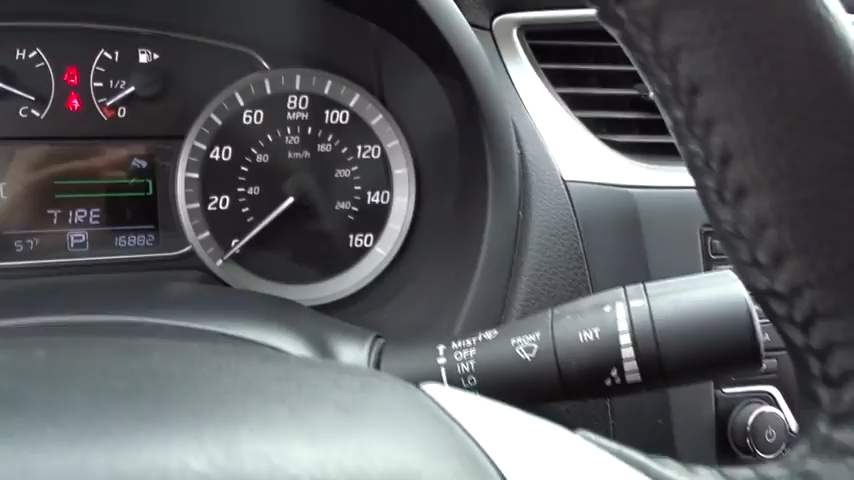 H
C
1
1/2
0
20
40
60
80
100
120
140
160
MPH
km/h
40
80
120
160
200
240
TIRE
57°
P
16882
MIST
OFF
INT
LO
FRONT
INT